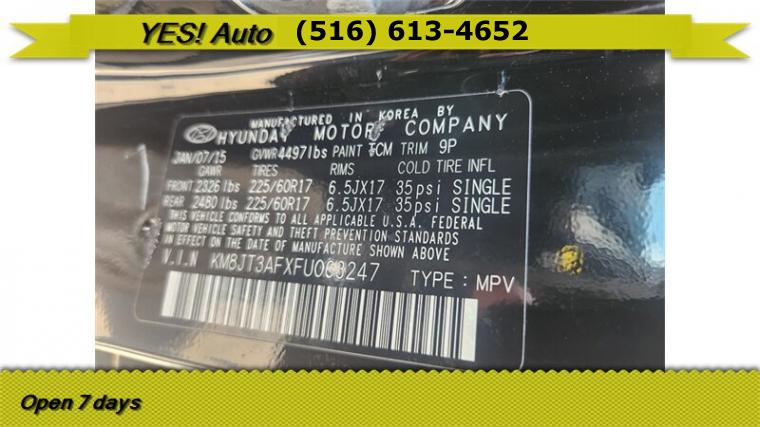 YES! Auto (516) 613-4652
MANUFACTURED IN KOREA BY
HYUNDAI MOTOR COMPANY
JAN/07/15 GVWR 4497lbs PAINT TCM TRIM 9P
GAWR TIRES RIMS COLD TIRE INFL
FRONT 2326 lbs 225/60R17 6.5JX17 35psi SINGLE
REAR 2480 lbs 225/60R17 6.5JX17 35psi SINGLE
THIS VEHICLE CONFORMS TO ALL APPLICABLE U.S.A. FEDERAL
MOTOR VEHICLE SAFETY AND THEFT PREVENTION STANDARDS
IN EFFECT ON THE DATE OF MANUFACTURE SHOWN ABOVE
V.I.N TYPE : MPV
Open 7 days